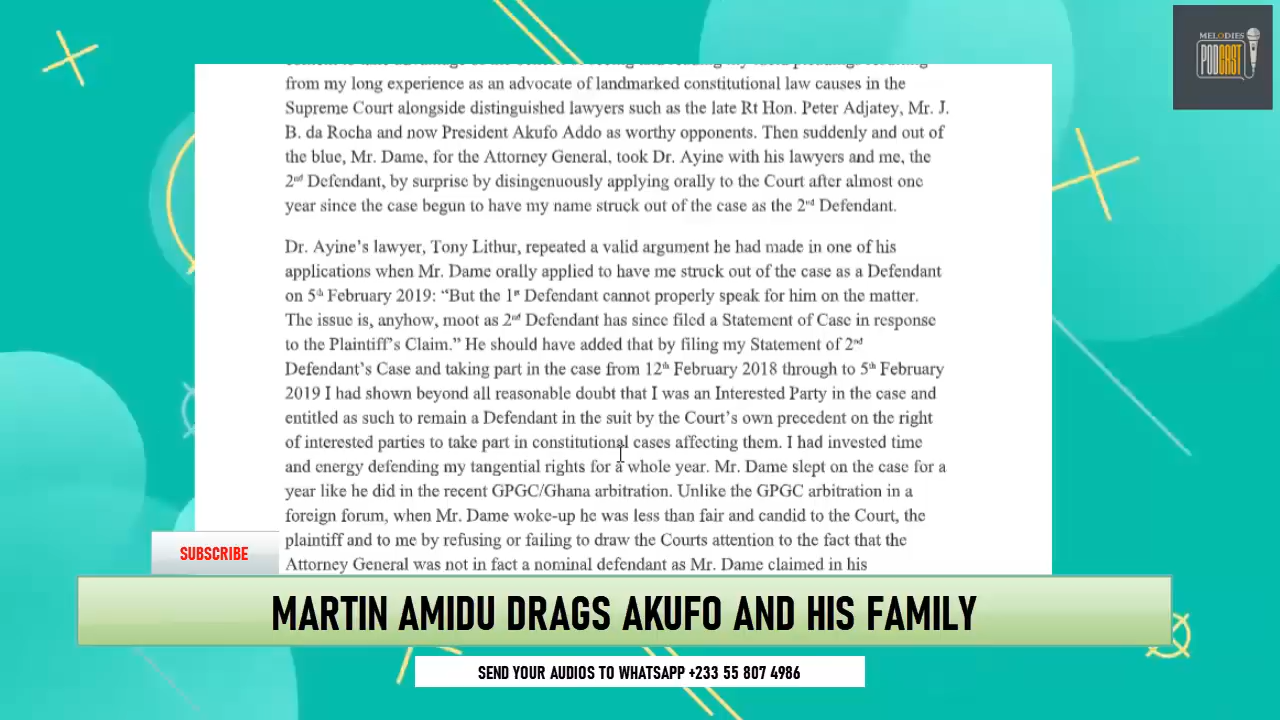 MELODIES
PODCAST
from my long experience as an advocate of landmarked constitutional law causes in the
Supreme Court alongside distinguished lawyers such as the late Rt Hon. Peter Adjatey, Mr. J.
B. da Rocha and now President Akufo Addo as worthy opponents. Then suddenly and out of
the blue, Mr. Dame, for the Attorney General, took Dr. Ayine with his lawyers and me, the
2nd Defendant, by surprise by disingenuously applying orally to the Court after almost one
year since the case begun to have my name struck out of the case as the 2nd Defendant.
Dr. Ayine's lawyer, Tony Lithur, repeated a valid argument he had made in one of his
applications when Mr. Dame orally applied to have me struck out of the case as a Defendant
on 5th February 2019: “But the 1st Defendant cannot properly speak for him on the matter.
The issue is, anyhow, moot as 2nd Defendant has since filed a Statement of Case in response
to the Plaintiff's Claim.” He should have added that by filing my Statement of 2nd
Defendant's Case and taking part in the case from 12th February 2018 through to 5th February
2019 I had shown beyond all reasonable doubt that I was an Interested Party in the case and
entitled as such to remain a Defendant in the suit by the Court's own precedent on the right
of interested parties to take part in constitutional cases affecting them. I had invested time
and energy defending my tangential rights for a whole year. Mr. Dame slept on the case for a
year like he did in the recent GPGC/Ghana arbitration. Unlike the GPGC arbitration in a
foreign forum, when Mr. Dame woke-up he was less than fair and candid to the Court, the
plaintiff and to me by refusing or failing to draw the Courts attention to the fact that the
Attorney General was not in fact a nominal defendant as Mr. Dame claimed in his
SUBSCRIBE
MARTIN AMIDU DRAGS AKUFO AND HIS FAMILY
SEND YOUR AUDIOS TO WHATSAPP +233 55 807 4986